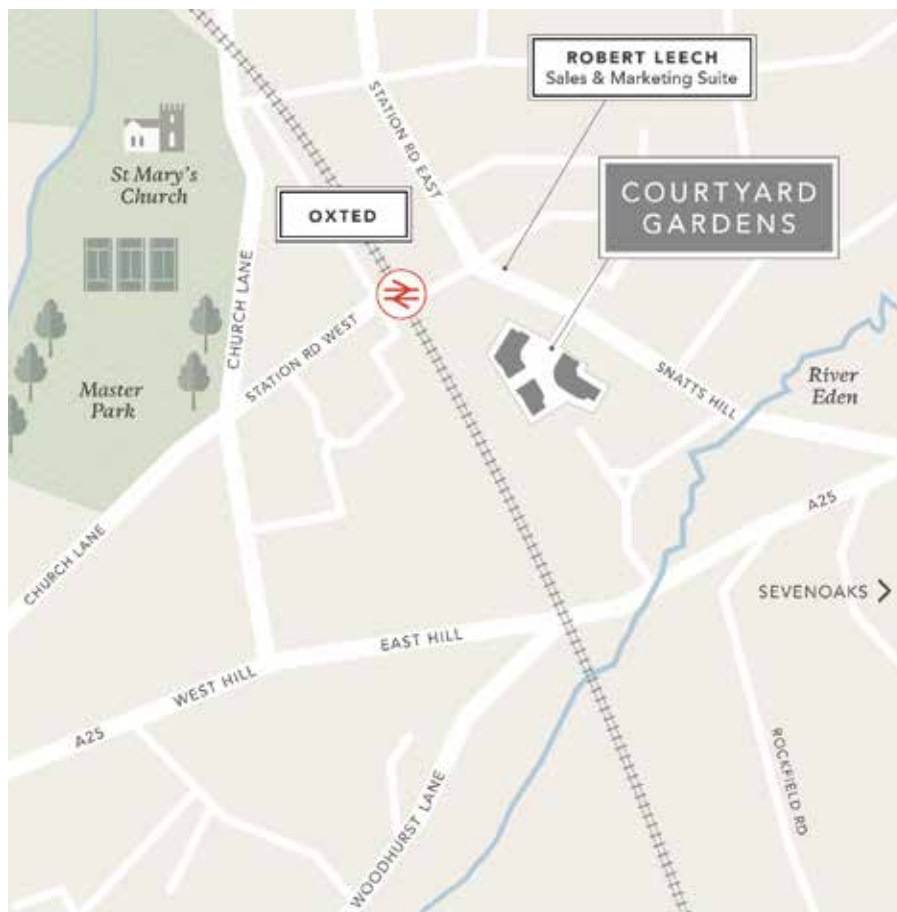 ROBERT LEECH
Sales & Marketing Suite
STATION RD EAST
St Mary's
Church
COURTYARD
GARDENS
OXTED
CHURCH LANE
STATION RD WEST
SNATTS HILL
River
Eden
Master
Park
A25
CHURCH LANE
SEVENOAKS
EAST HILL
WEST HILL
A25
ROCKFIELD RD
WOODHURST LANE